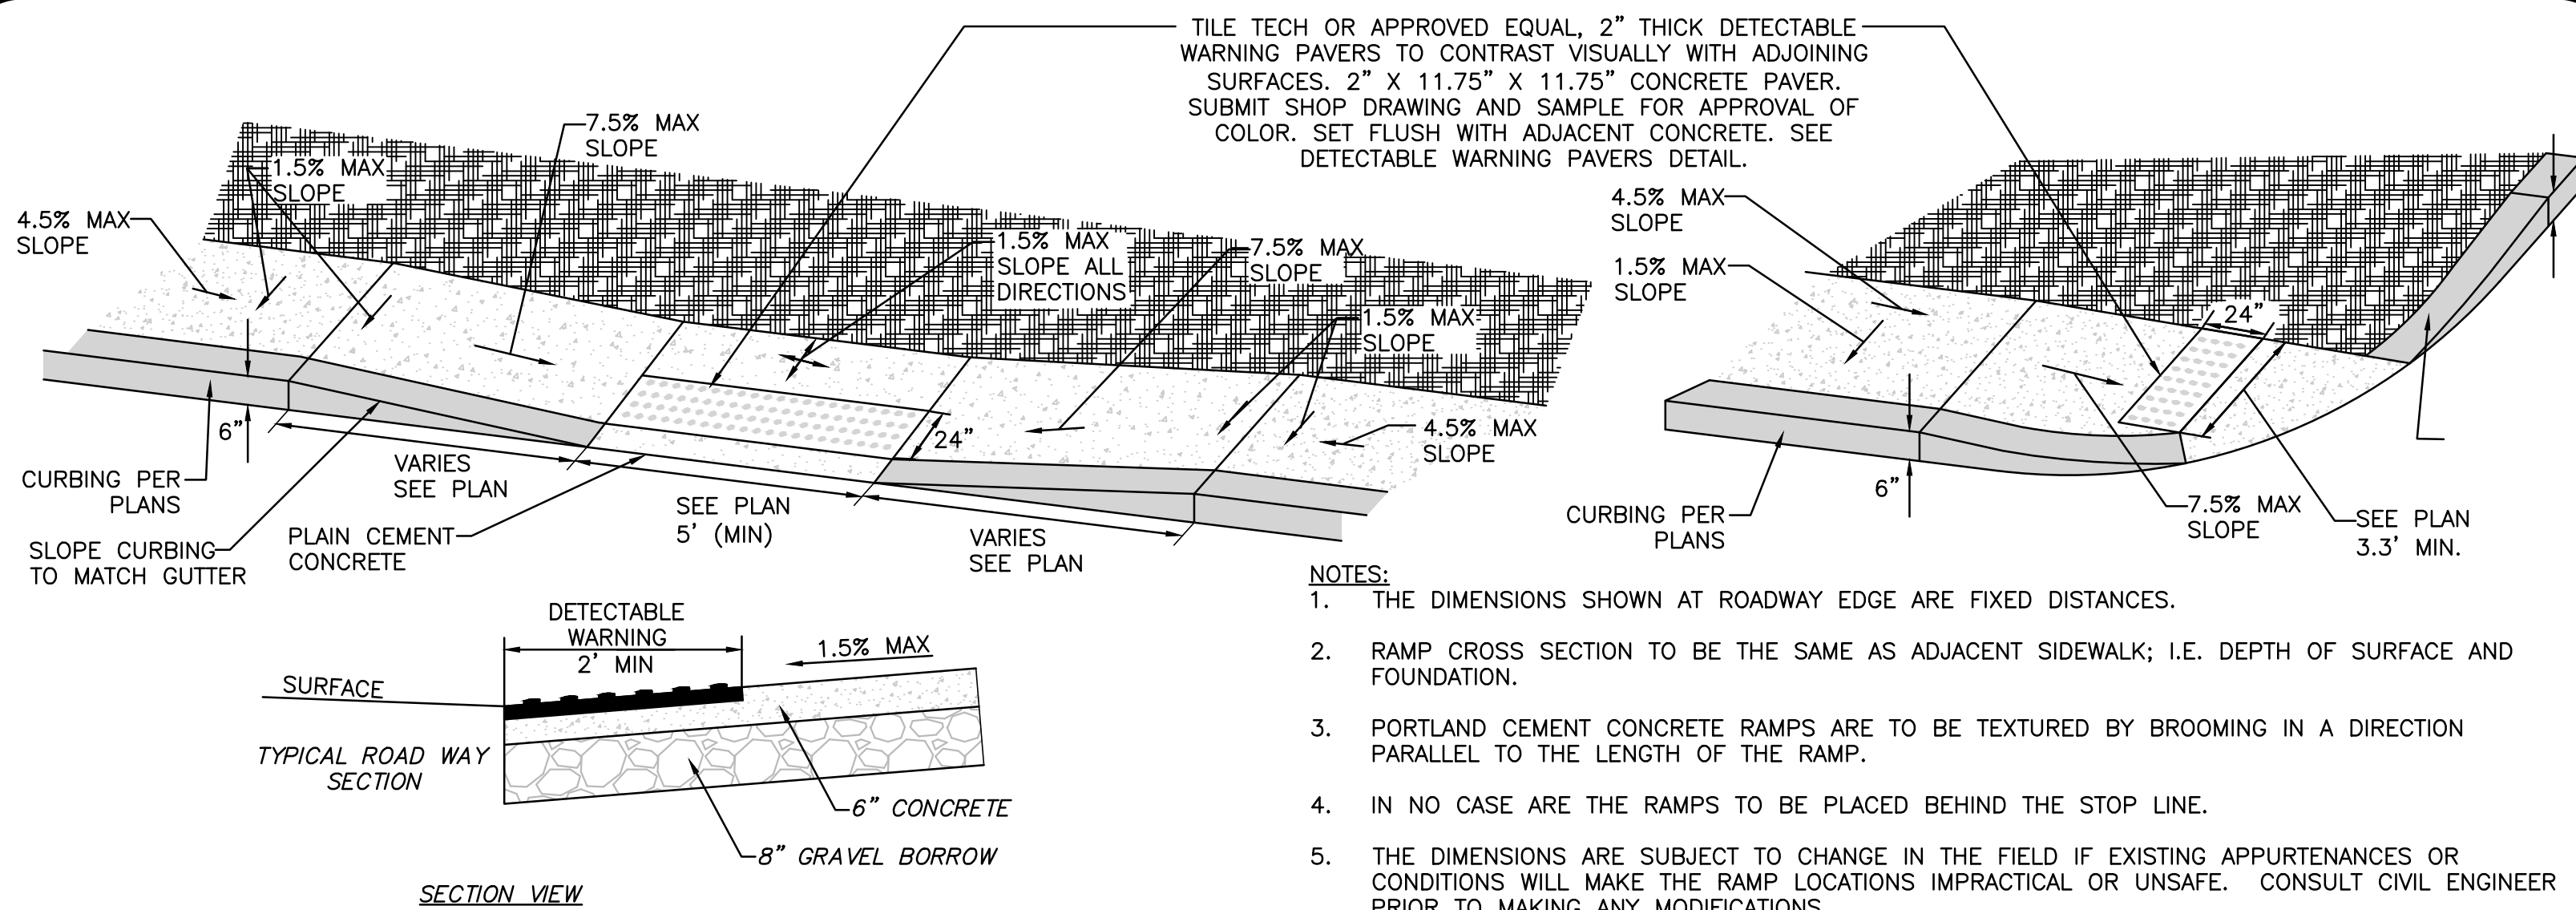 TILE TECH OR APPROVED EQUAL, 2” THICK DETECTABLE
WARNING PAVERS TO CONTRAST VISUALLY WITH ADJOINING
SURFACES. 2” X 11.75” X 11.75” CONCRETE PAVER.
SUBMIT SHOP DRAWING AND SAMPLE FOR APPROVAL OF
COLOR. SET FLUSH WITH ADJACENT CONCRETE. SEE
DETECTABLE WARNING PAVERS DETAIL.
7.5% MAX
SLOPE
1.5% MAX
SLOPE
4.5% MAX
SLOPE
1.5% MAX
SLOPE ALL
DIRECTIONS
7.5% MAX
SLOPE
1.5% MAX
SLOPE
4.5% MAX
SLOPE
24”
6”
CURBING PER
PLANS
VARIES
SEE PLAN
SEE PLAN
5’ (MIN)
VARIES
SEE PLAN
SLOPE CURBING
TO MATCH GUTTER
PLAIN CEMENT
CONCRETE
4.5% MAX
SLOPE
1.5% MAX
SLOPE
24”
6”
CURBING PER
PLANS
7.5% MAX
SLOPE
SEE PLAN
3.3’ MIN.
DETECTABLE
WARNING
2’ MIN
1.5% MAX
SURFACE
TYPICAL ROAD WAY
SECTION
6” CONCRETE
8” GRAVEL BORROW
SECTION VIEW
NOTES:
1. THE DIMENSIONS SHOWN AT ROADWAY EDGE ARE FIXED DISTANCES.
2. RAMP CROSS SECTION TO BE THE SAME AS ADJACENT SIDEWALK; I.E. DEPTH OF SURFACE AND
FOUNDATION.
3. PORTLAND CEMENT CONCRETE RAMPS ARE TO BE TEXTURED BY BROOMING IN A DIRECTION
PARALLEL TO THE LENGTH OF THE RAMP.
4. IN NO CASE ARE THE RAMPS TO BE PLACED BEHIND THE STOP LINE.
5. THE DIMENSIONS ARE SUBJECT TO CHANGE IN THE FIELD IF EXISTING APPURTENANCES OR
CONDITIONS WILL MAKE THE RAMP LOCATIONS IMPRACTICAL OR UNSAFE. CONSULT CIVIL ENGINEER
PRIOR TO MAKING ANY MODIFICATIONS